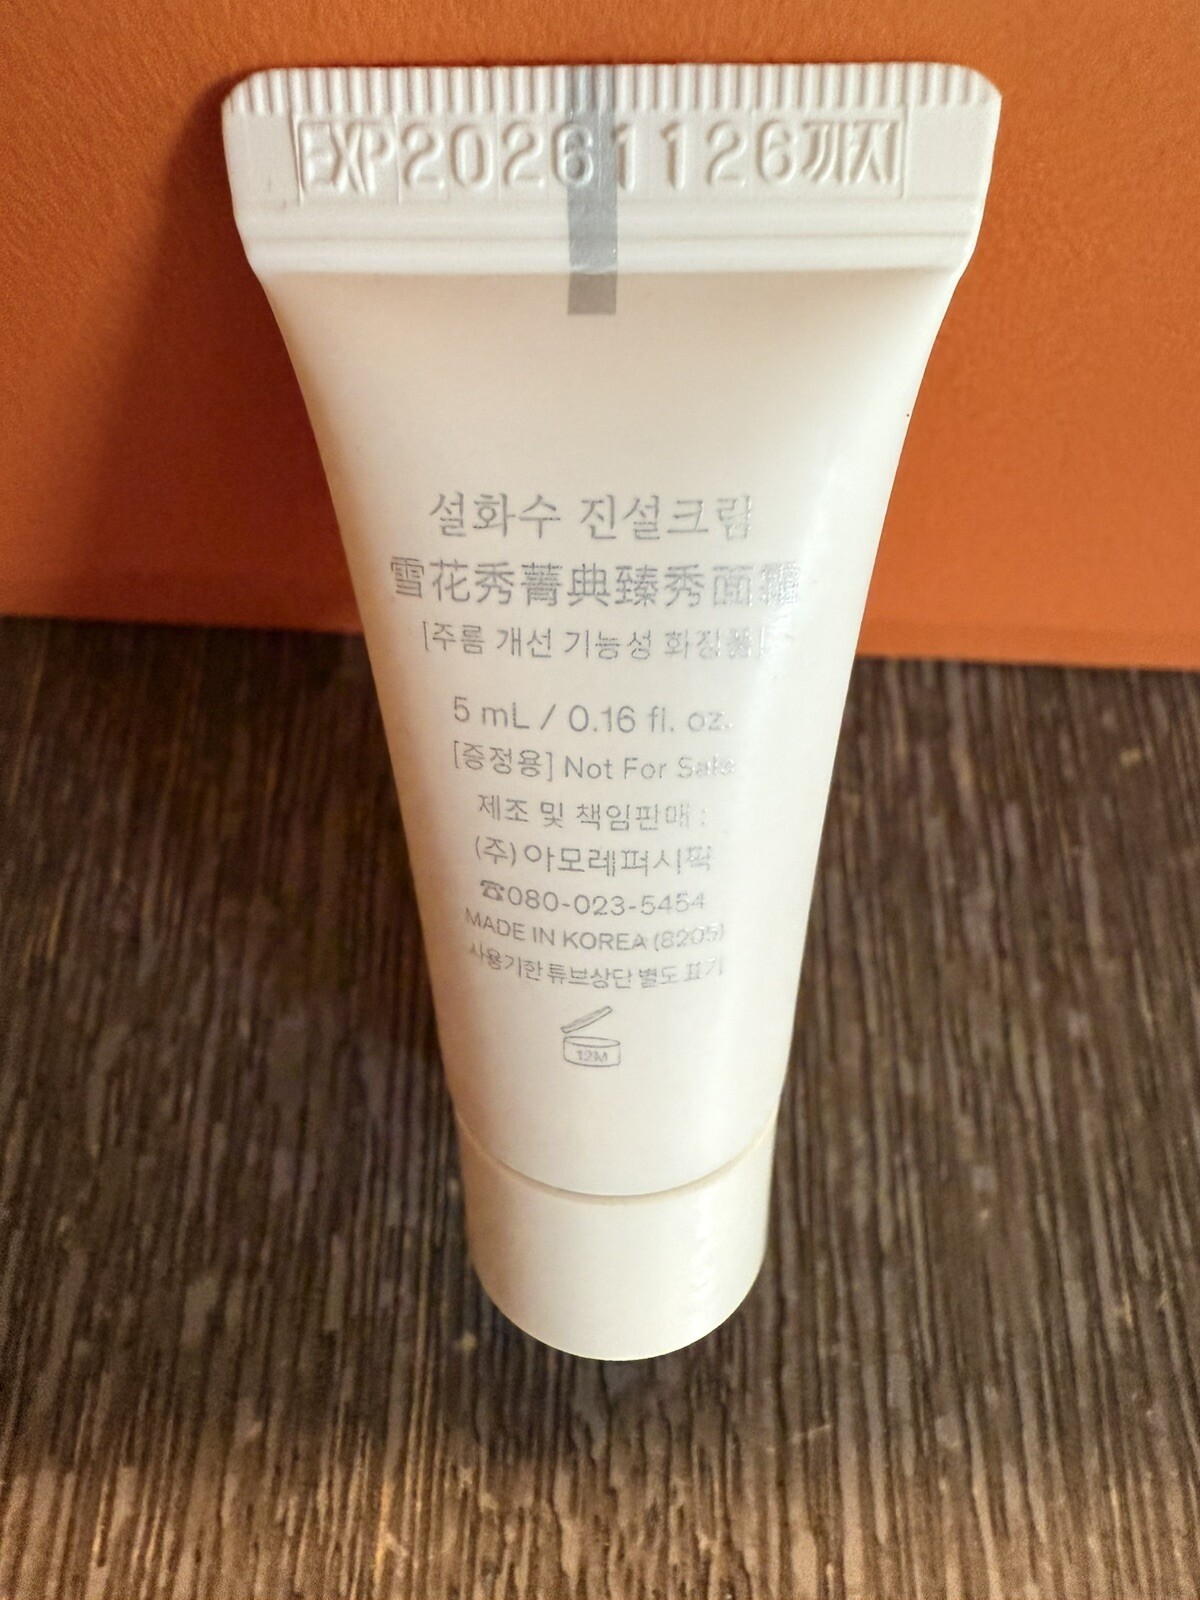 EXP20261126까지
설화수 진설크림
雪花秀菁典臻秀面霜
[주름 개선 기능성 화장품]
5 mL / 0.16 fl. oz.
[증정용] Not For Sale
제조 및 책임판매 :
(주)아모레퍼시픽
☎080-023-5454
MADE IN KOREA (8205)
사용기한 튜브상단 별도 표기
12M